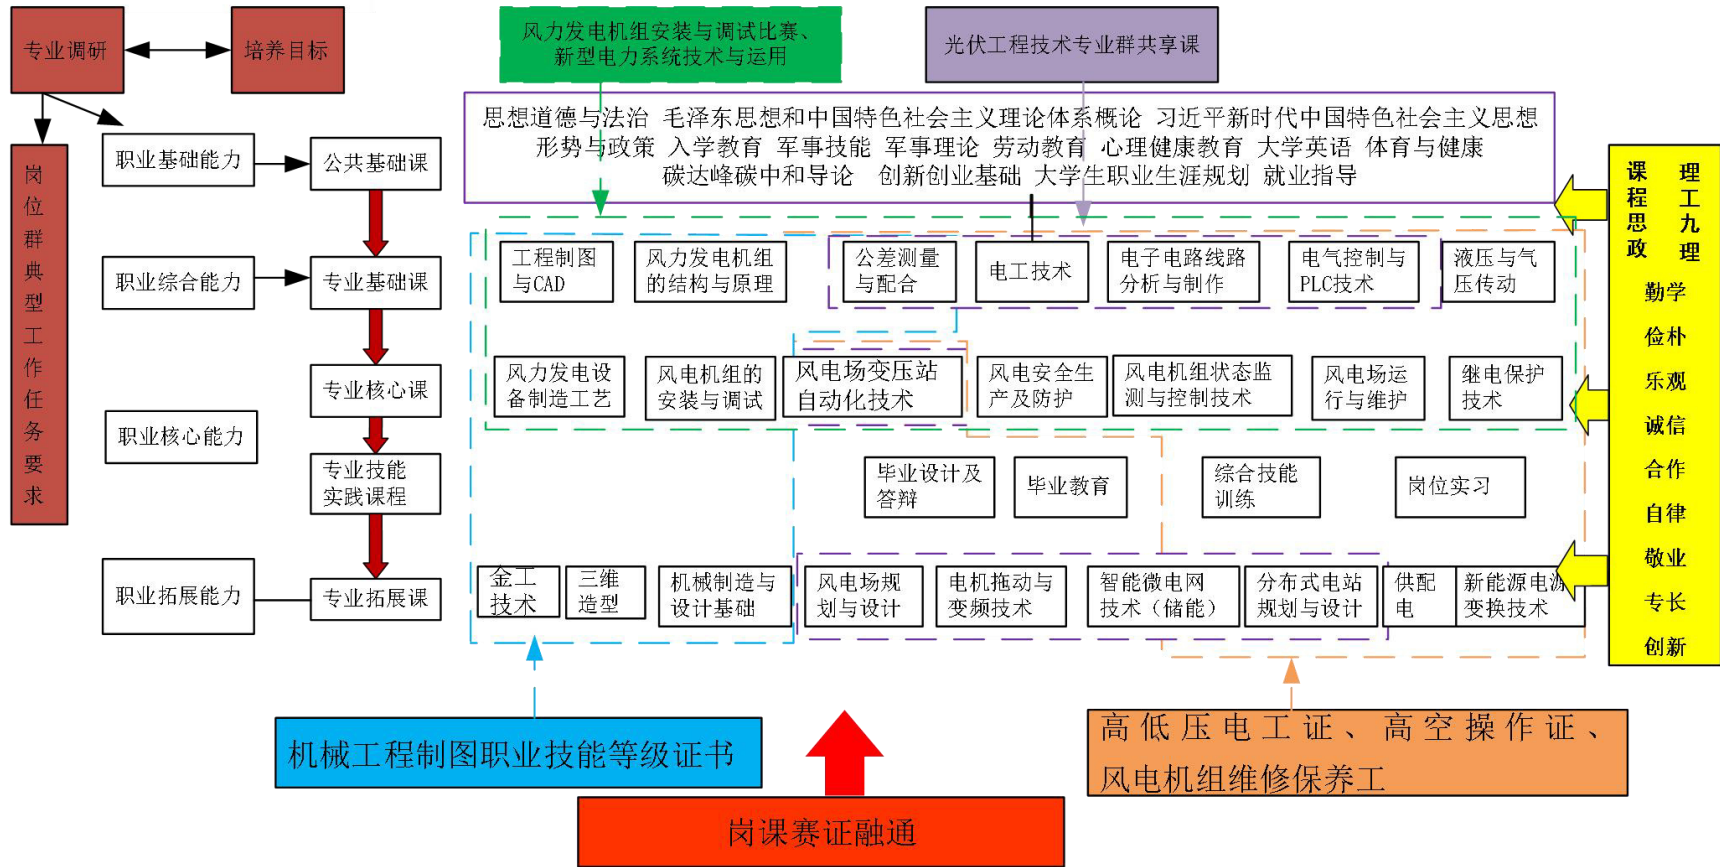 专业调研
培养目标
风力发电机组安装与调试比赛、
新型电力系统技术与运用
光伏工程技术专业群共享课
岗位群典型工作任务要求
职业基础能力
公共基础课
职业综合能力
专业基础课
专业核心课
职业核心能力
专业技能
实践课程
职业拓展能力
专业拓展课
思想道德与法治 毛泽东思想和中国特色社会主义理论体系概论 习近平新时代中国特色社会主义思想
形势与政策 入学教育 军事技能 军事理论 劳动教育 心理健康教育 大学英语 体育与健康
碳达峰碳中和导论 创新创业基础 大学生职业生涯规划 就业指导
工程制图
与CAD
风力发电机组
的结构与原理
公差测量
与配合
电工技术
电子电路线路
分析与制作
电气控制与
PLC技术
液压与气
压传动
风力发电设
备制造工艺
风电机组的
安装与调试
风电场变压站
自动化技术
风电安全生
产及防护
风电机组状态监
测与控制技术
风电场运
行与维护
继电保护
技术
毕业设计及
答辩
毕业教育
综合技能
训练
岗位实习
金工
技术
三维
造型
机械制造与
设计基础
风电场规
划与设计
电机拖动与
变频技术
智能微电网
技术（储能）
分布式电站
规划与设计
供配
电
新能源电源
变换技术
课程思政
理工九理
勤学
俭朴
乐观
诚信
合作
自律
敬业
专长
创新
机械工程制图职业技能等级证书
高低压电工证、高空操作证、
风电机组维修保养工
岗课赛证融通